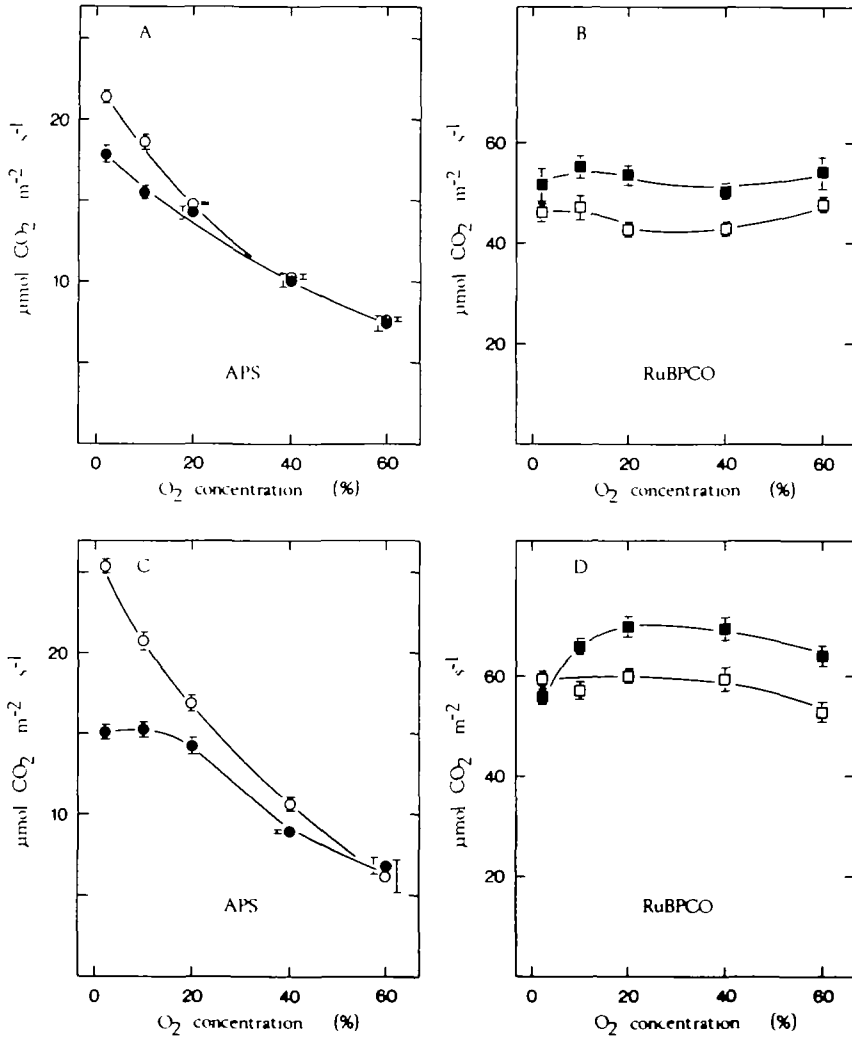 A
20
10
μmol CO₂ m⁻² s⁻¹
APS
0 20 40 60
O₂ concentration (%)
B
60
40
20
μmol CO₂ m⁻² s⁻¹
RuBPCO
0 20 40 60
O₂ concentration (%)
C
20
10
μmol CO₂ m⁻² s⁻¹
APS
0 20 40 60
O₂ concentration (%)
D
60
40
20
μmol CO₂ m⁻² s⁻¹
RuBPCO
0 20 40 60
O₂ concentration (%)